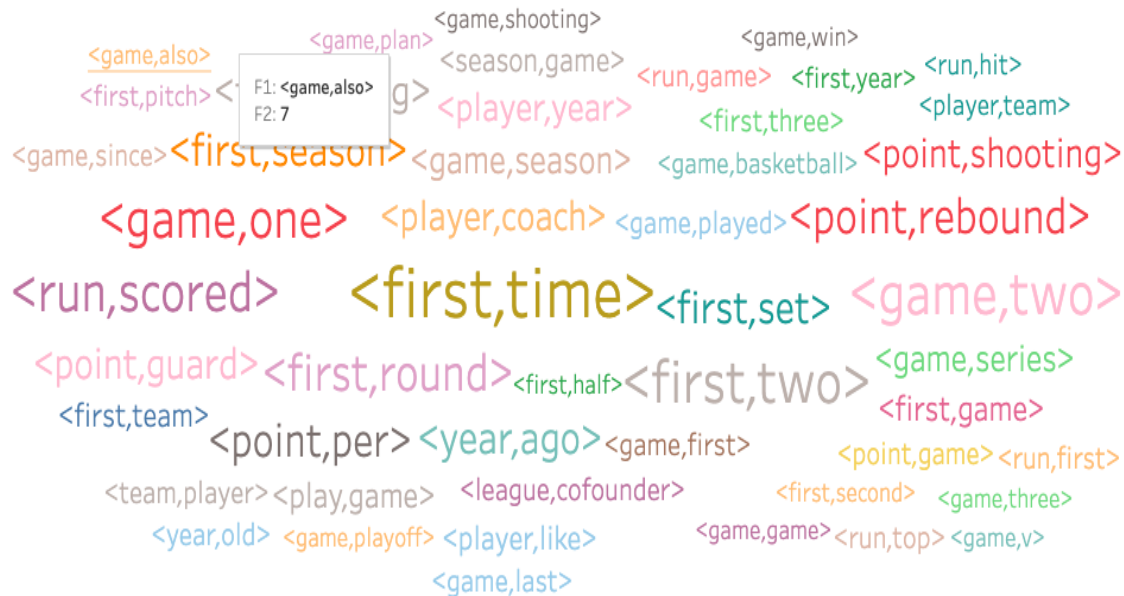 <game,shooting>
<game,plan> <game,win>
<game,also> <season,game> <run,hit>
<run,game> <first,year>
<first,pitch> <player,year> <player,team>
F1: <game,also>
F2: 7
<first,three>
<game,since> <first,season> <game,season> <game,basketball> <point,shooting>
<game,one> <player,coach> <game,played> <point,rebound>
<run,scored> <first,time> <first,set> <game,two>
<point,guard> <first,round> <first,half> <first,two> <game,series>
<first,team> <first,game>
<point,per> <year,ago> <game,first> <point,game> <run,first>
<team,player> <play,game> <league,cofounder> <first,second> <game,three>
<year,old> <game,playoff> <player,like> <game,game> <run,top> <game,v>
<game,last>